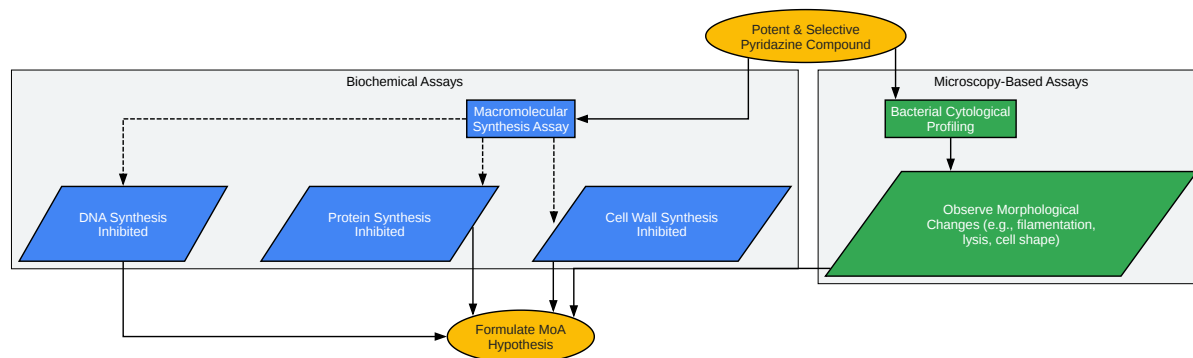 Potent & Selective
Pyridazine Compound
Biochemical Assays
Microscopy-Based Assays
Macromolecular
Synthesis Assay
Bacterial Cytological
Profiling
DNA Synthesis
Inhibited
Protein Synthesis
Inhibited
Cell Wall Synthesis
Inhibited
Observe Morphological
Changes (e.g., filamentation,
lysis, cell shape)
Formulate MoA
Hypothesis